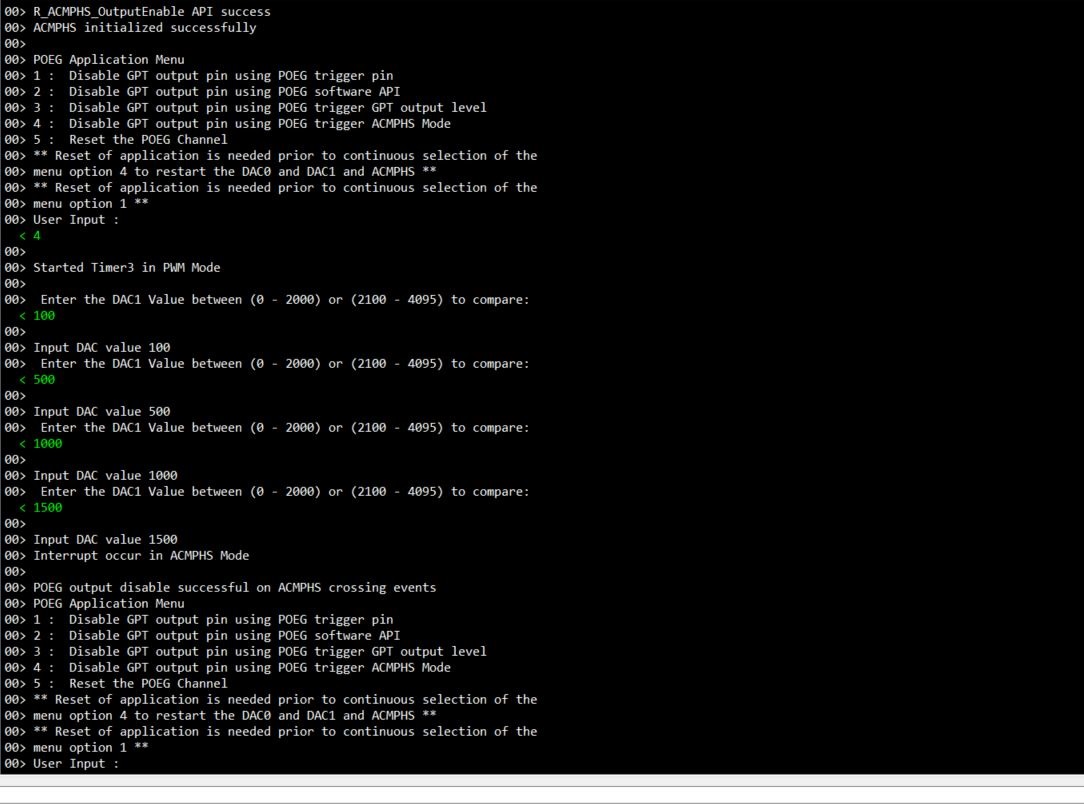 00> R_ACMPHS_OutputEnable API success
00> ACMPHS initialized successfully
00>
00> POEG Application Menu
00> 1 :  Disable GPT output pin using POEG trigger pin
00> 2 :  Disable GPT output pin using POEG software API
00> 3 :  Disable GPT output pin using POEG trigger GPT output level
00> 4 :  Disable GPT output pin using POEG trigger ACMPHS Mode
00> 5 :  Reset the POEG Channel
00> ** Reset of application is needed prior to continuous selection of the
00> menu option 4 to restart the DAC0 and DAC1 and ACMPHS **
00> ** Reset of application is needed prior to continuous selection of the
00> menu option 1 **
00> User Input :
< 4
00>
00> Started Timer3 in PWM Mode
00>
00>  Enter the DAC1 Value between (0 - 2000) or (2100 - 4095) to compare:
< 100
00>
00> Input DAC value 100
00>  Enter the DAC1 Value between (0 - 2000) or (2100 - 4095) to compare:
< 500
00>
00> Input DAC value 500
00>  Enter the DAC1 Value between (0 - 2000) or (2100 - 4095) to compare:
< 1000
00>
00> Input DAC value 1000
00>  Enter the DAC1 Value between (0 - 2000) or (2100 - 4095) to compare:
< 1500
00>
00> Input DAC value 1500
00> Interrupt occur in ACMPHS Mode
00>
00> POEG output disable successful on ACMPHS crossing events
00> POEG Application Menu
00> 1 :  Disable GPT output pin using POEG trigger pin
00> 2 :  Disable GPT output pin using POEG software API
00> 3 :  Disable GPT output pin using POEG trigger GPT output level
00> 4 :  Disable GPT output pin using POEG trigger ACMPHS Mode
00> 5 :  Reset the POEG Channel
00> ** Reset of application is needed prior to continuous selection of the
00> menu option 4 to restart the DAC0 and DAC1 and ACMPHS **
00> ** Reset of application is needed prior to continuous selection of the
00> menu option 1 **
00> User Input :